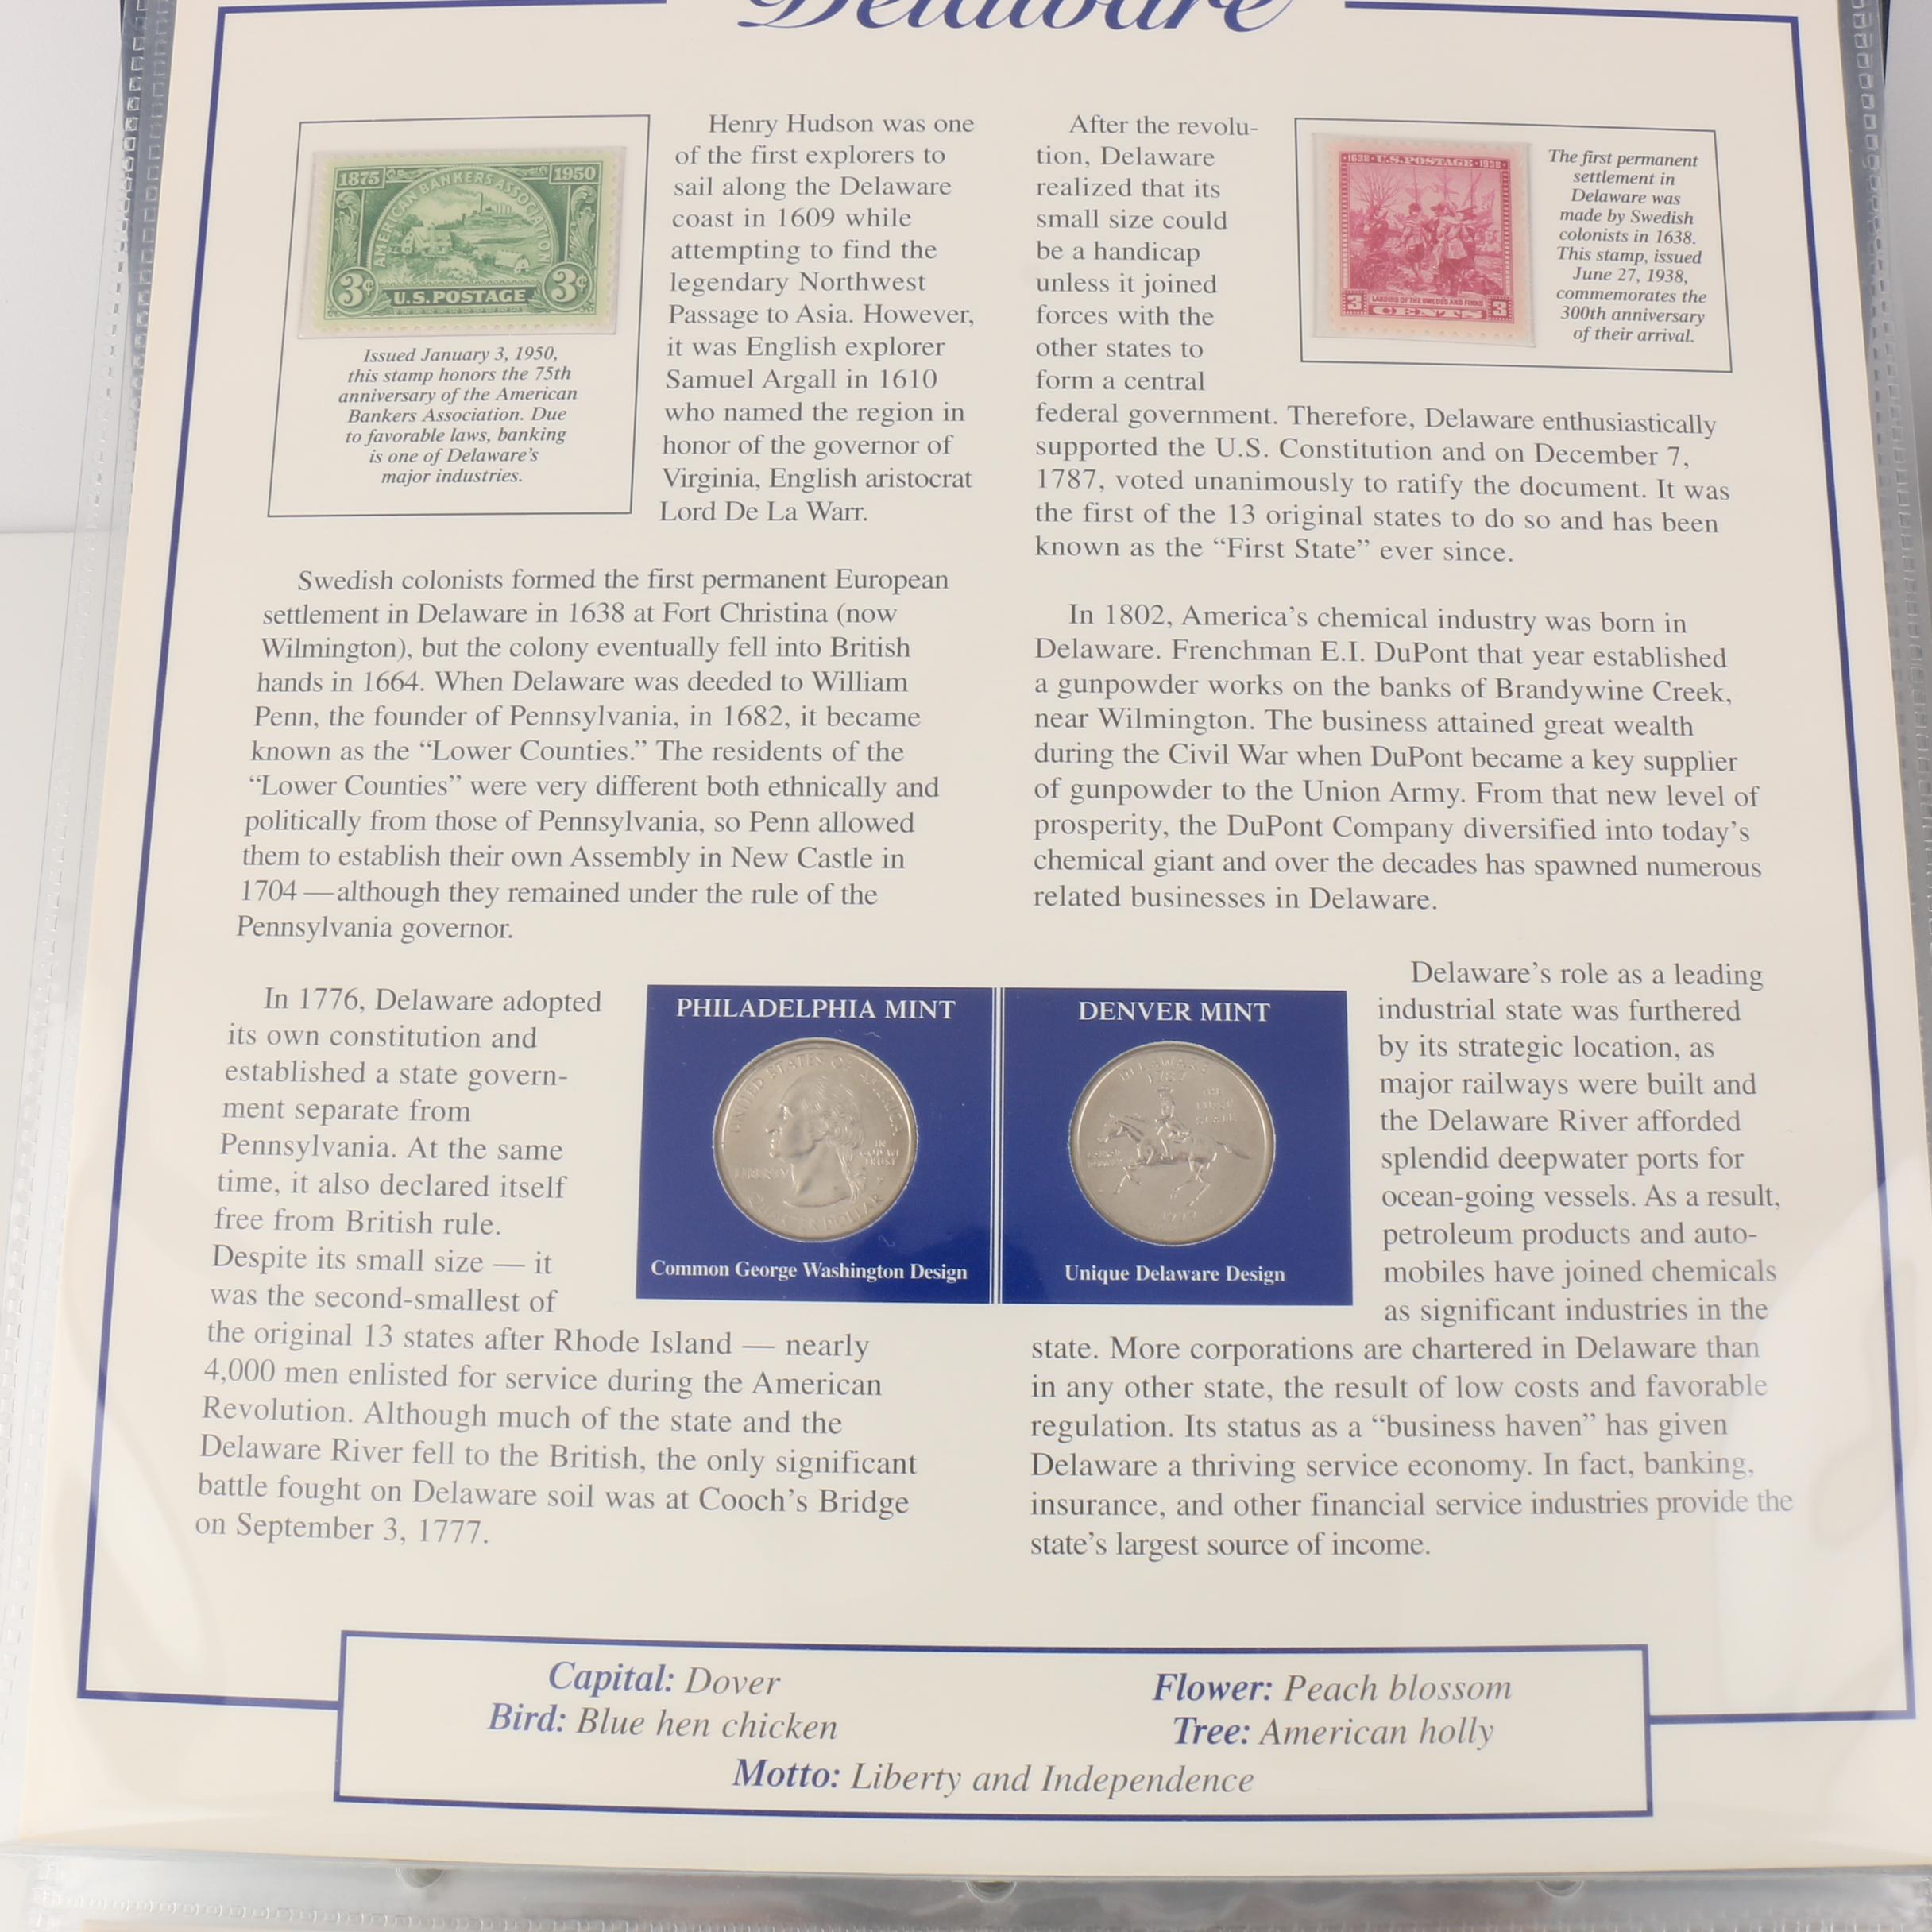 Delaware
1875 AMERICAN BANKERS ASSOCIATION 1950
3¢ U.S. POSTAGE 3¢
Issued January 3, 1950,
this stamp honors the 75th
anniversary of the American
Bankers Association. Due
to favorable laws, banking
is one of Delaware's
major industries.
Henry Hudson was one
of the first explorers to
sail along the Delaware
coast in 1609 while
attempting to find the
legendary Northwest
Passage to Asia. However,
it was English explorer
Samuel Argall in 1610
who named the region in
honor of the governor of
Virginia, English aristocrat
Lord De La Warr.
Swedish colonists formed the first permanent European
settlement in Delaware in 1638 at Fort Christina (now
Wilmington), but the colony eventually fell into British
hands in 1664. When Delaware was deeded to William
Penn, the founder of Pennsylvania, in 1682, it became
known as the “Lower Counties.” The residents of the
“Lower Counties” were very different both ethnically and
politically from those of Pennsylvania, so Penn allowed
them to establish their own Assembly in New Castle in
1704 — although they remained under the rule of the
Pennsylvania governor.
In 1776, Delaware adopted
its own constitution and
established a state govern-
ment separate from
Pennsylvania. At the same
time, it also declared itself
free from British rule.
Despite its small size — it
was the second-smallest of
the original 13 states after Rhode Island — nearly
4,000 men enlisted for service during the American
Revolution. Although much of the state and the
Delaware River fell to the British, the only significant
battle fought on Delaware soil was at Cooch's Bridge
on September 3, 1777.
After the revolu-
tion, Delaware
realized that its
small size could
be a handicap
unless it joined
forces with the
other states to
form a central
federal government. Therefore, Delaware enthusiastically
supported the U.S. Constitution and on December 7,
1787, voted unanimously to ratify the document. It was
the first of the 13 original states to do so and has been
known as the “First State” ever since.
1638 · U.S. POSTAGE · 1938
LANDING OF THE SWEDES AND FINNS
3 CENTS 3
The first permanent
settlement in
Delaware was
made by Swedish
colonists in 1638.
This stamp, issued
June 27, 1938,
commemorates the
300th anniversary
of their arrival.
In 1802, America's chemical industry was born in
Delaware. Frenchman E.I. DuPont that year established
a gunpowder works on the banks of Brandywine Creek,
near Wilmington. The business attained great wealth
during the Civil War when DuPont became a key supplier
of gunpowder to the Union Army. From that new level of
prosperity, the DuPont Company diversified into today's
chemical giant and over the decades has spawned numerous
related businesses in Delaware.
PHILADELPHIA MINT
UNITED STATES OF AMERICA
LIBERTY
IN
GOD WE
TRUST
P
QUARTER DOLLAR
Common George Washington Design
DENVER MINT
DELAWARE
1787
THE
FIRST
STATE
CAESAR
RODNEY
1999
Unique Delaware Design
Delaware's role as a leading
industrial state was furthered
by its strategic location, as
major railways were built and
the Delaware River afforded
splendid deepwater ports for
ocean-going vessels. As a result,
petroleum products and auto-
mobiles have joined chemicals
as significant industries in the
state. More corporations are chartered in Delaware than
in any other state, the result of low costs and favorable
regulation. Its status as a “business haven” has given
Delaware a thriving service economy. In fact, banking,
insurance, and other financial service industries provide the
state's largest source of income.
Capital: Dover
Bird: Blue hen chicken
Flower: Peach blossom
Tree: American holly
Motto: Liberty and Independence